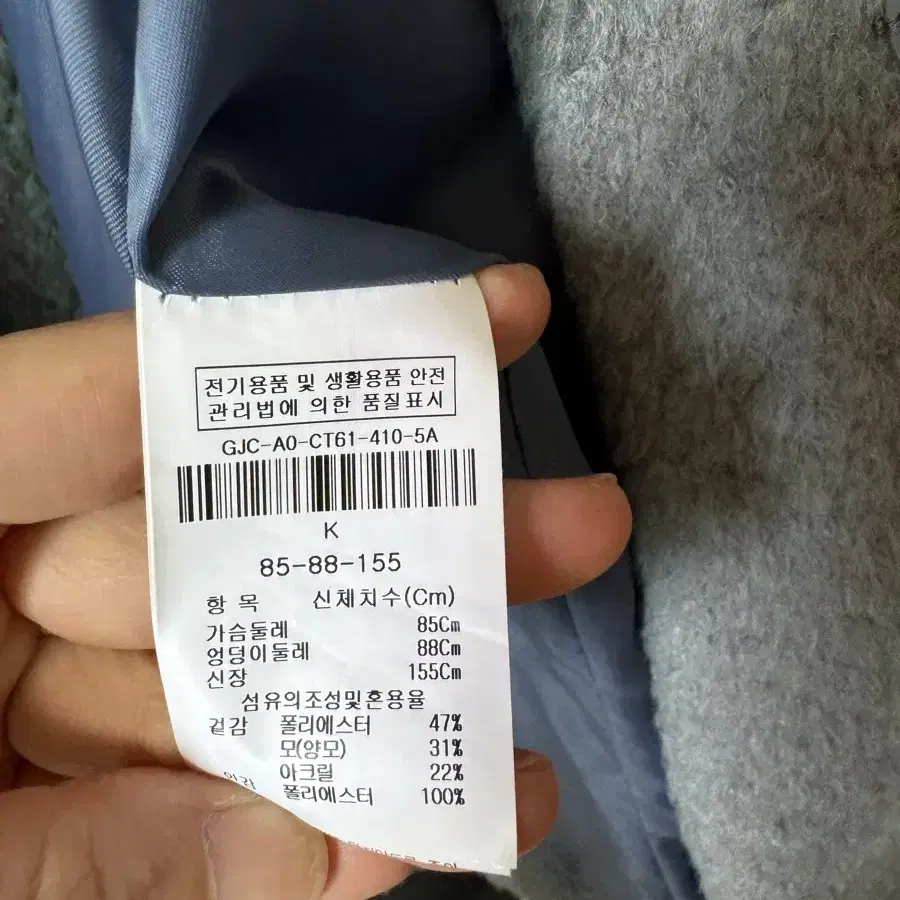 전기용품 및 생활용품 안전
관리법에 의한 품질표시
GJC-A0-CT61-410-5A
K
85-88-155
항 목 신체치수(Cm)
가슴둘레 85Cm
엉덩이둘레 88Cm
신장 155Cm
섬유의조성및혼용율
겉감 폴리에스터 47%
모(양모) 31%
아크릴 22%
안감 폴리에스터 100%